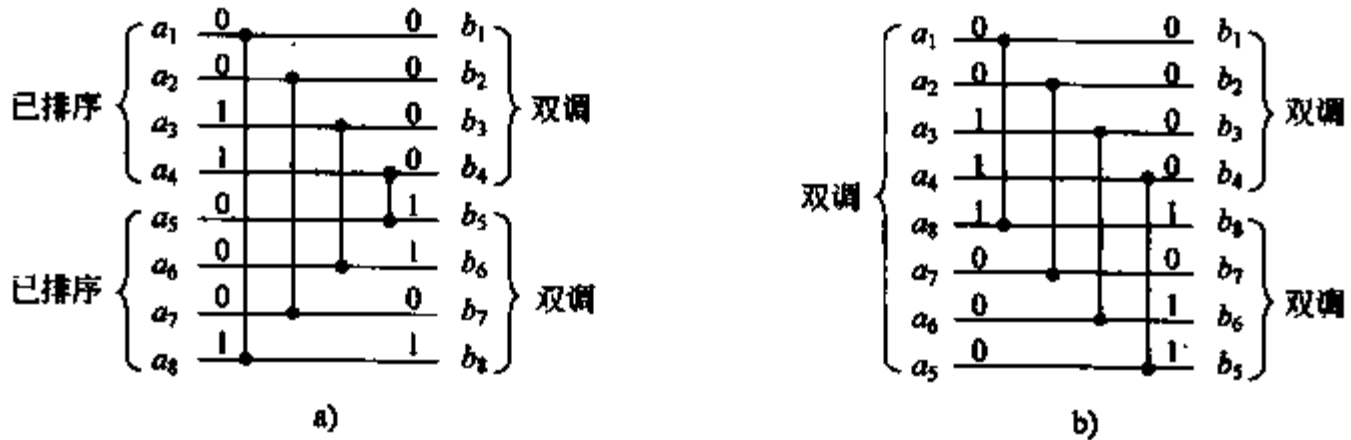 a₁ 0 0 b₁
a₂ 0 0 b₂
已排序 a₃ 1 0 b₃ 双调
a₄ 1 0 b₄
a₅ 0 1 b₅
a₆ 0 1 b₆
已排序 a₇ 0 0 b₇ 双调
a₈ 1 1 b₈
a)
a₁ 0 0 b₁
a₂ 0 0 b₂
a₃ 1 0 b₃ 双调
a₄ 1 0 b₄
双调 a₈ 1 1 b₈
a₇ 0 0 b₇
a₆ 0 1 b₆ 双调
a₅ 0 1 b₅
b)